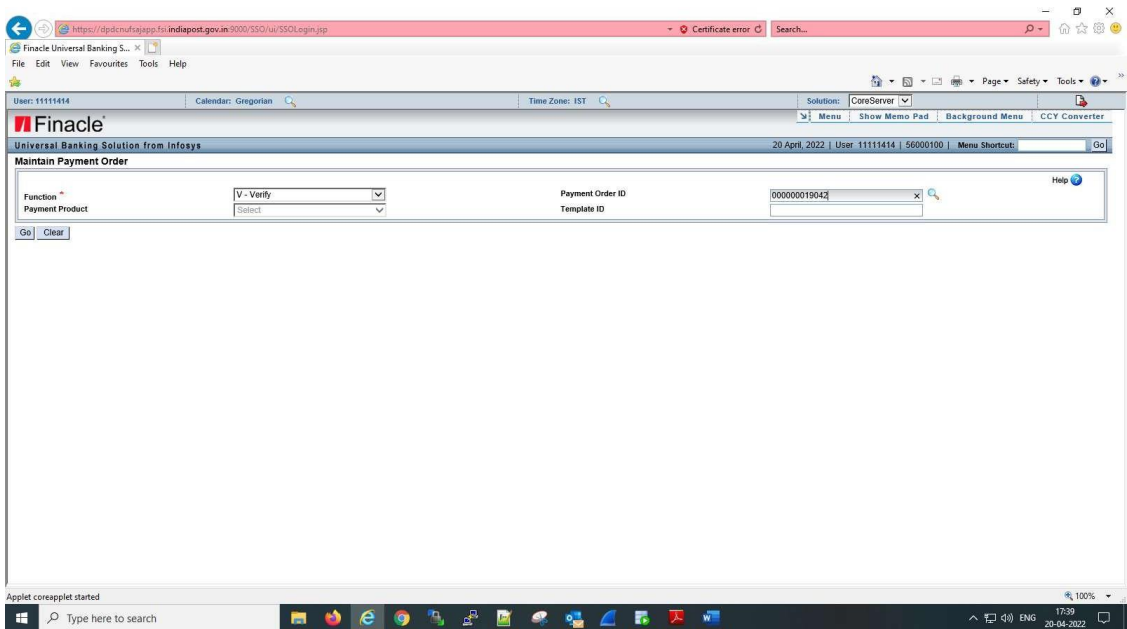 https://dpdcnufsajapp.fsi.indiapost.gov.in:9000/SSO/ui/SSOLogin.jsp
Certificate error
Search...
Finacle Universal Banking S...
File Edit View Favourites Tools Help
Page Safety Tools
User: 11111414 Calendar: Gregorian Time Zone: IST Solution: CoreServer
Finacle
Menu Show Memo Pad Background Menu CCY Converter
Universal Banking Solution from Infosys 20 April, 2022 | User 11111414 | 56000100 | Menu Shortcut: Go
Maintain Payment Order
Help
Function * V - Verify Payment Order ID 000000019042
Payment Product Select Template ID
Go Clear
Applet coreapplet started 100%
Type here to search ENG 17:39
20-04-2022